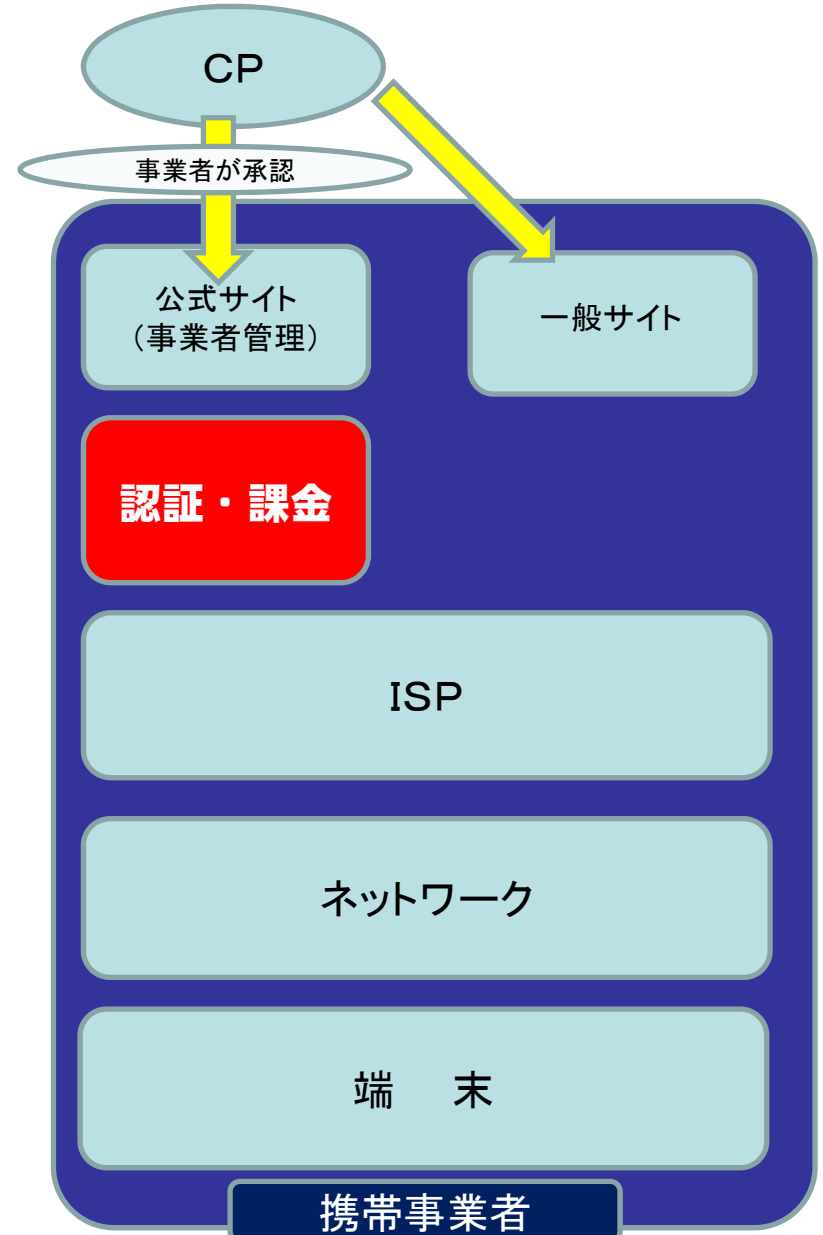 CP
事業者が承認
公式サイト
（事業者管理）
一般サイト
認証・課金
ISP
ネットワーク
端　末
携帯事業者